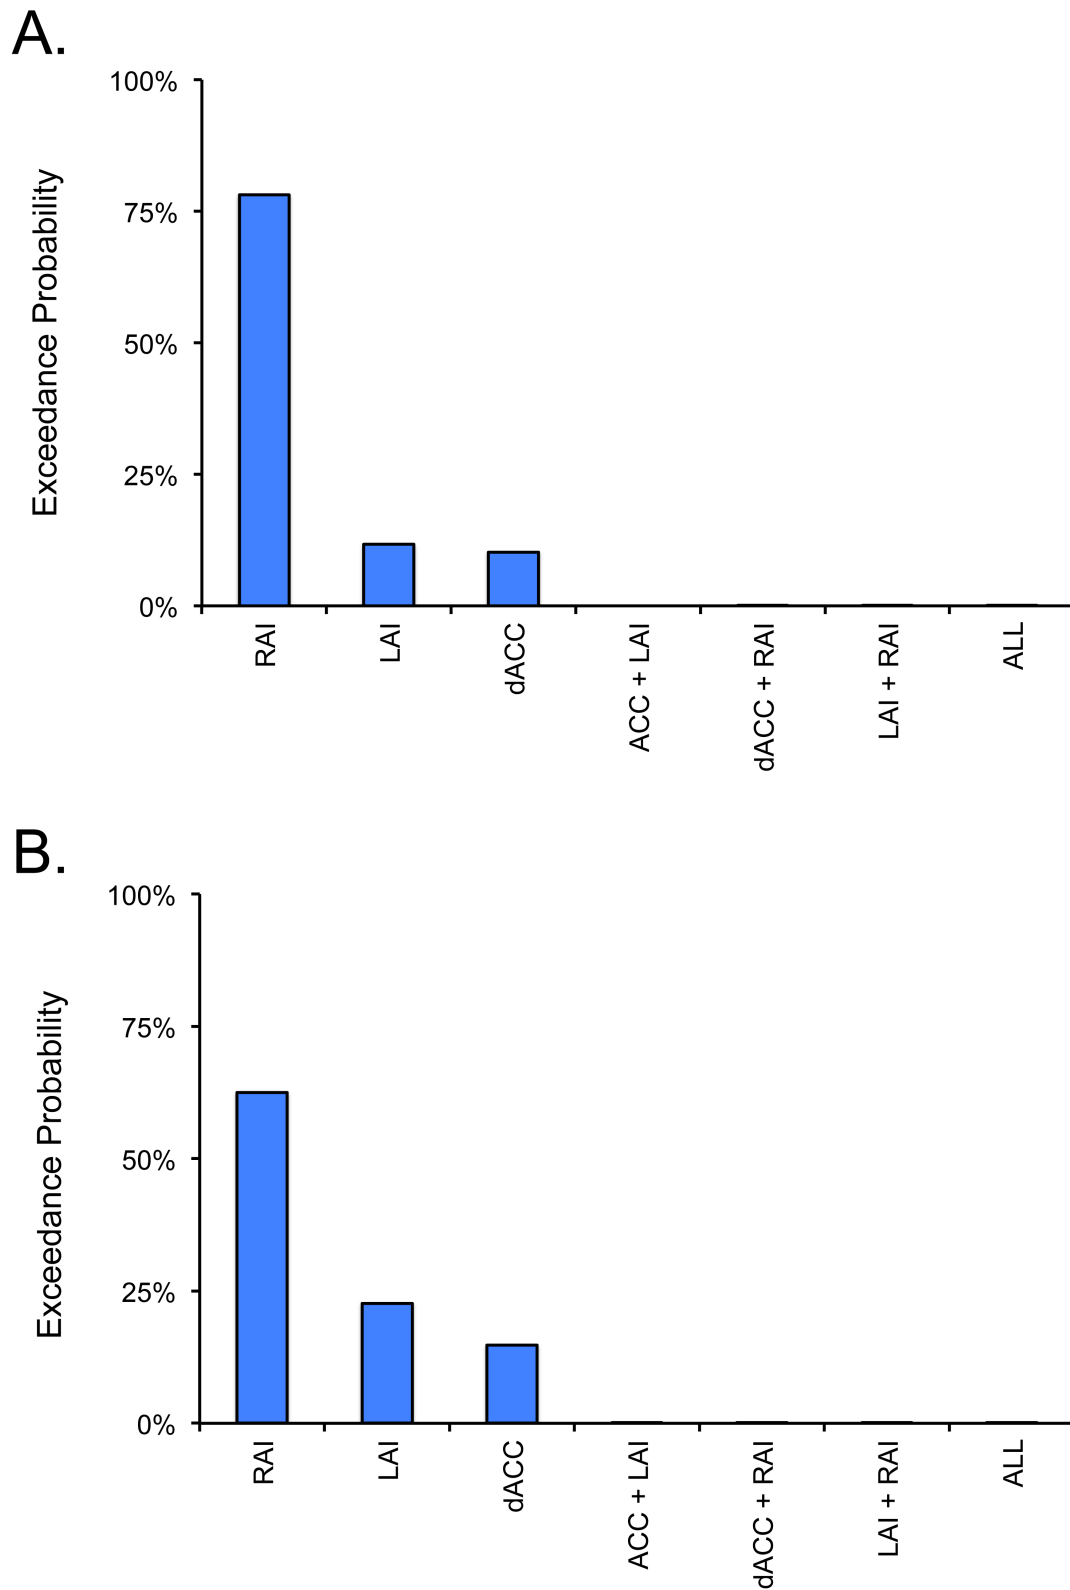 A.
Exceedance Probability
100%
75%
50%
25%
0%
RAI
LAI
dACC
ACC + LAI
dACC + RAI
LAI + RAI
ALL
B.
Exceedance Probability
100%
75%
50%
25%
0%
RAI
LAI
dACC
ACC + LAI
dACC + RAI
LAI + RAI
ALL